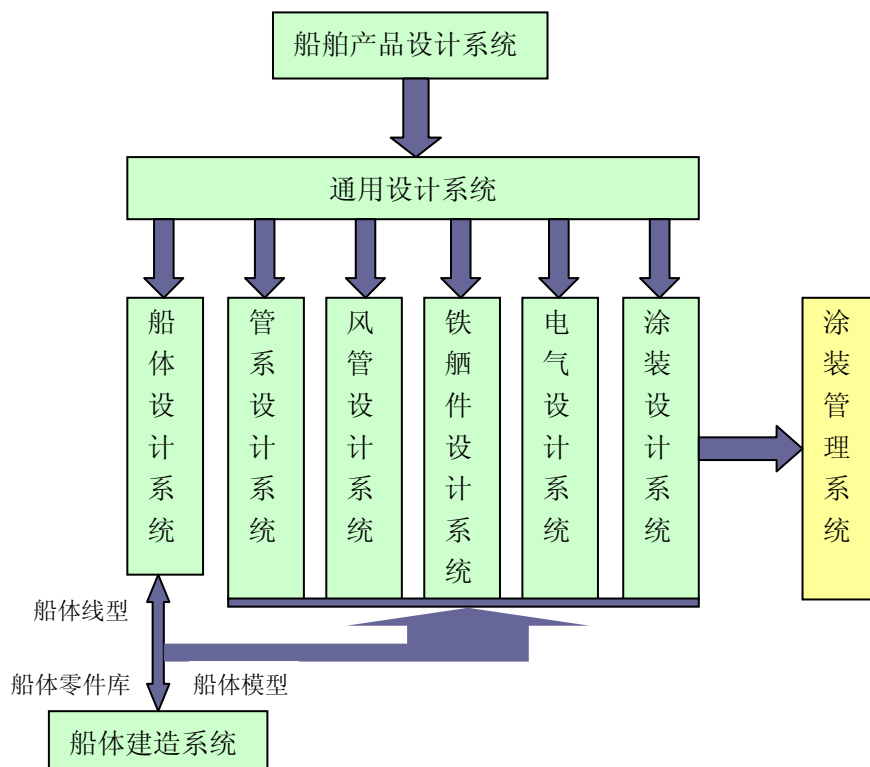 船舶产品设计系统
通用设计系统
船体设计系统
管系设计系统
风管设计系统
铁舾件设计系统
电气设计系统
涂装设计系统
涂装管理系统
船体线型
船体零件库
船体模型
船体建造系统